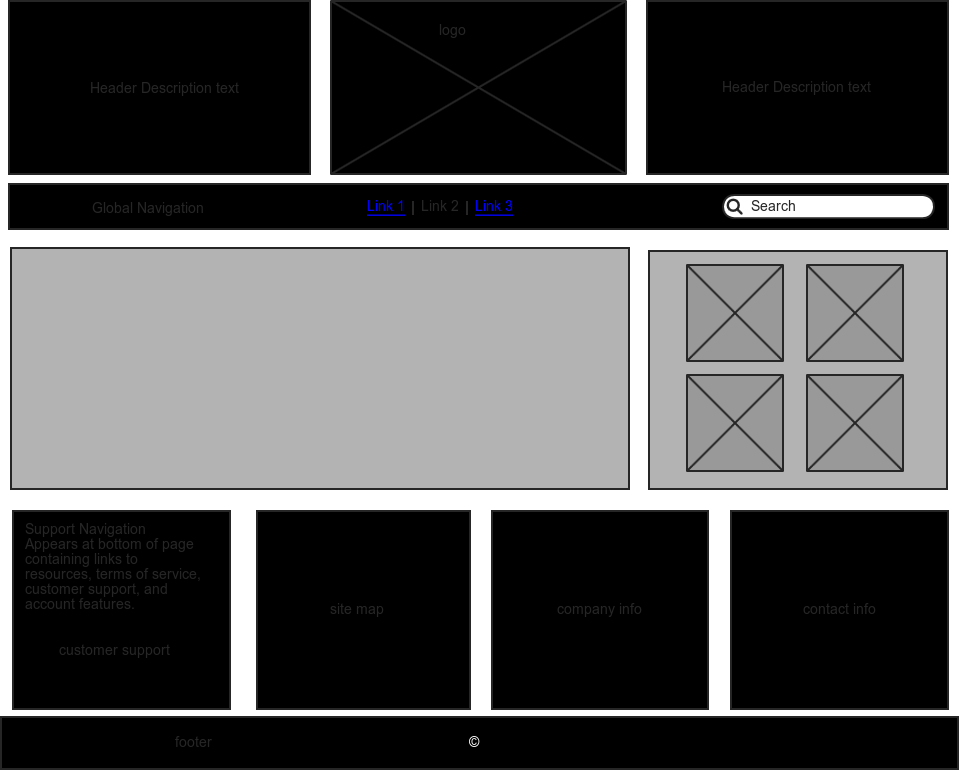 logo
Header Description text
Header Description text
Global Navigation
Link 1 | Link 2 | Link 3
Search
Support Navigation
Appears at bottom of page
containing links to
resources, terms of service,
customer support, and
account features.
customer support
site map
company info
contact info
footer
©